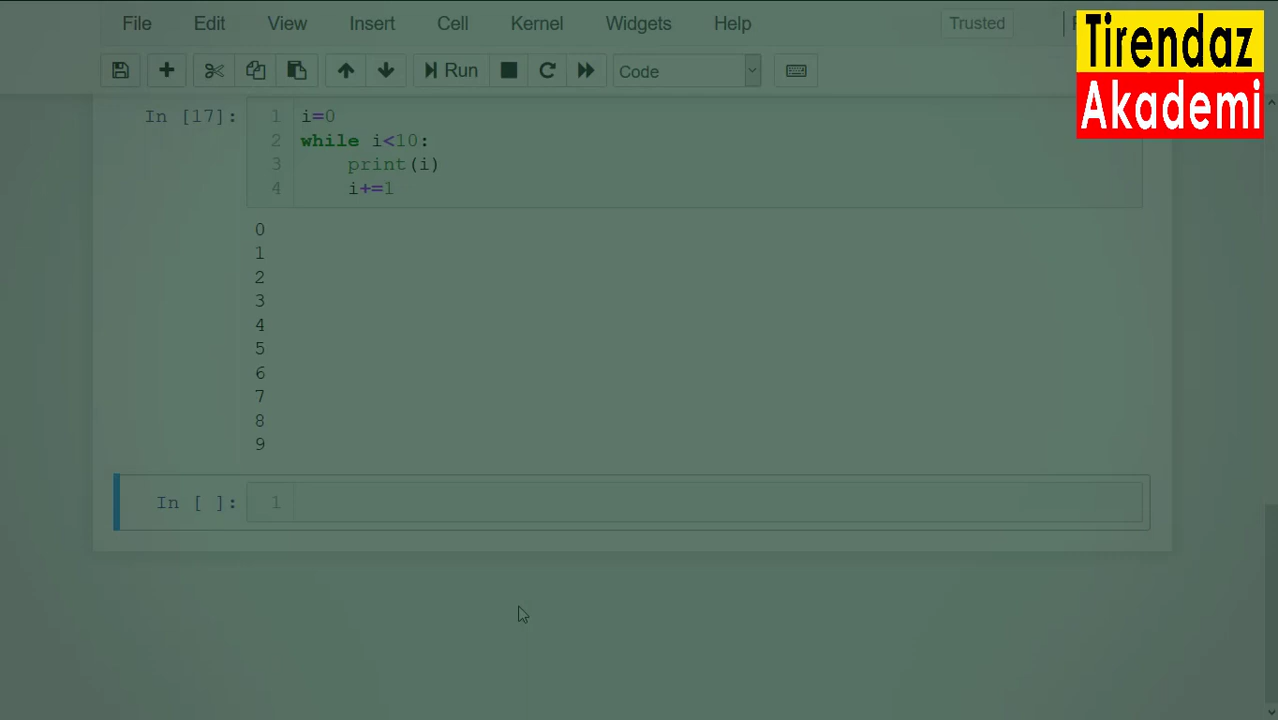 File Edit View Insert Cell Kernel Widgets Help Trusted
Tirendaz
Akademi
Run Code
In [17]:
1 i=0
2 while i<10:
3 print(i)
4 i+=1
0
1
2
3
4
5
6
7
8
9
In [ ]: 1